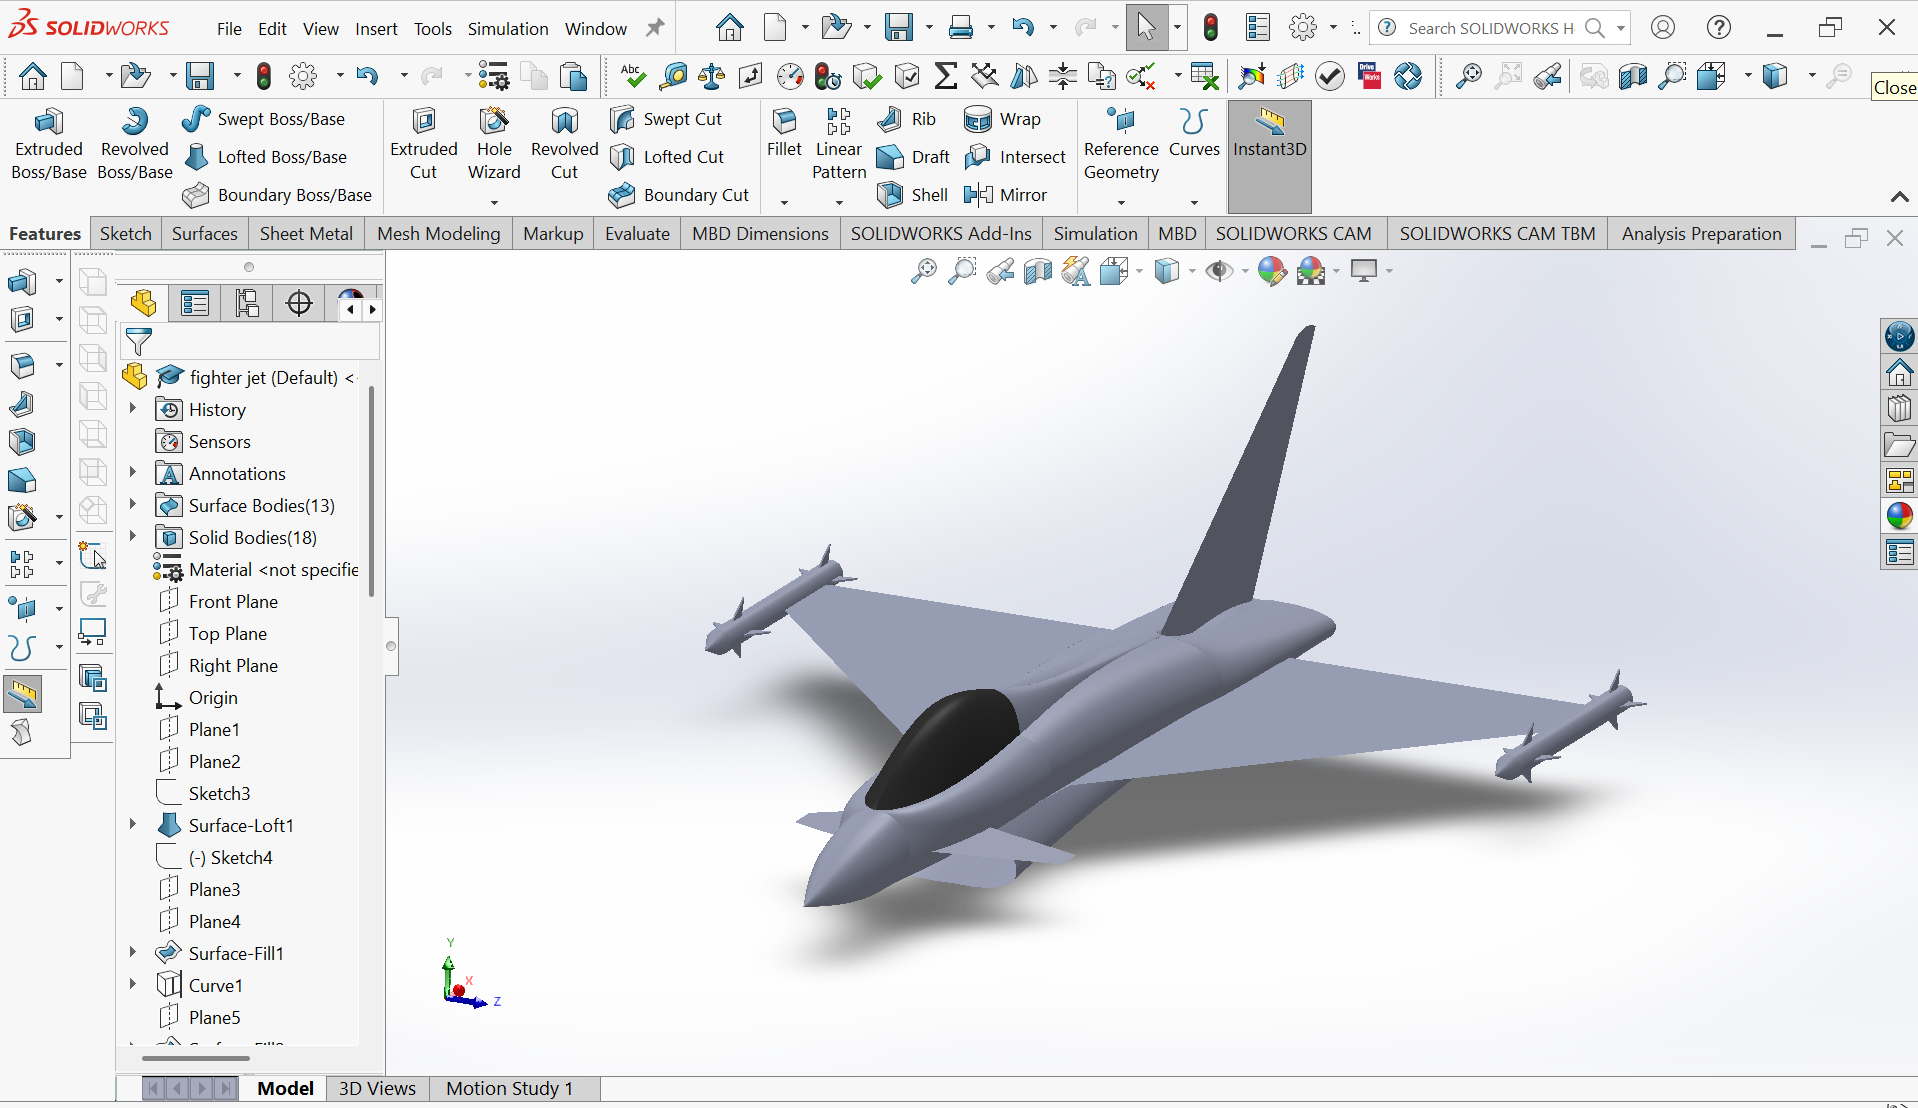 SOLIDWORKS File Edit View Insert Tools Simulation Window Search SOLIDWORKS H
Abc Drive Works Close
Extruded Boss/Base
Revolved Boss/Base
Swept Boss/Base
Lofted Boss/Base
Boundary Boss/Base
Extruded Cut
Hole Wizard
Revolved Cut
Swept Cut
Lofted Cut
Boundary Cut
Fillet
Linear Pattern
Rib
Draft
Shell
Wrap
Intersect
Mirror
Reference Geometry
Curves
Instant3D
Features Sketch Surfaces Sheet Metal Mesh Modeling Markup Evaluate MBD Dimensions SOLIDWORKS Add-Ins Simulation MBD SOLIDWORKS CAM SOLIDWORKS CAM TBM Analysis Preparation
fighter jet (Default) <
History
Sensors
Annotations
Surface Bodies(13)
Solid Bodies(18)
Material <not specifie
Front Plane
Top Plane
Right Plane
Origin
Plane1
Plane2
Sketch3
Surface-Loft1
(-) Sketch4
Plane3
Plane4
Surface-Fill1
Curve1
Plane5
Y
X
Z
Model 3D Views Motion Study 1